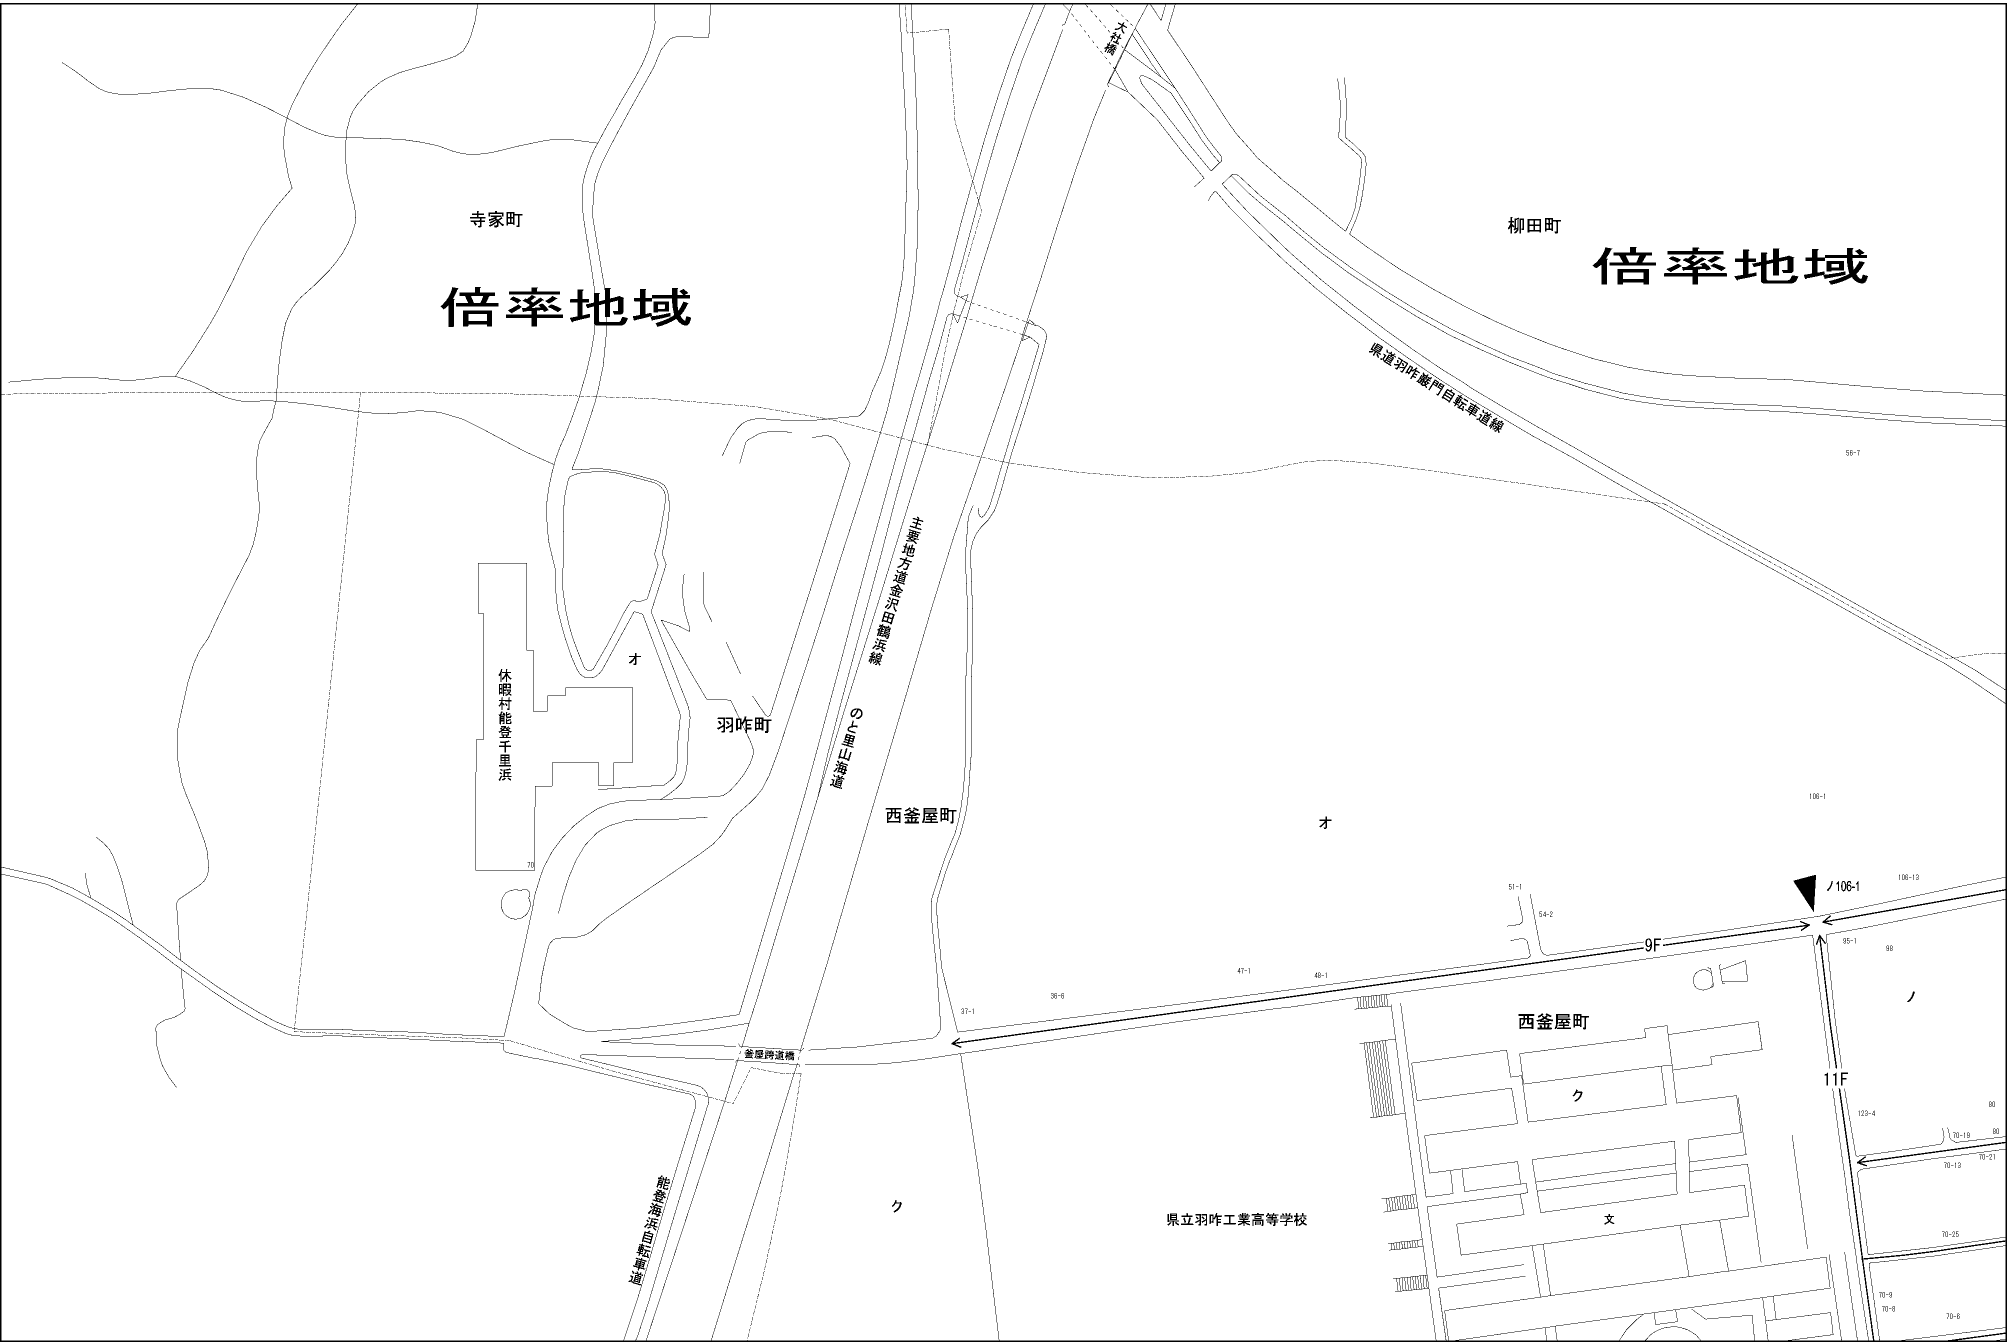 大社橋
寺家町
柳田町
倍率地域
倍率地域
県道羽咋巌門自転車道線
56-7
主要地方道金沢田鶴浜線
のと里山海道
オ
休暇村能登千里浜
羽咋町
70
西釜屋町
オ
106-1
ノ106-1
106-13
51-1
54-2
9F
95-1
98
47-1
48-1
36-6
37-1
ノ
西釜屋町
釜屋跨道橋
11F
ク
123-4
80
80
70-19
70-21
70-13
能登海浜自転車道
ク
県立羽咋工業高等学校
文
70-25
70-9
70-8
70-6